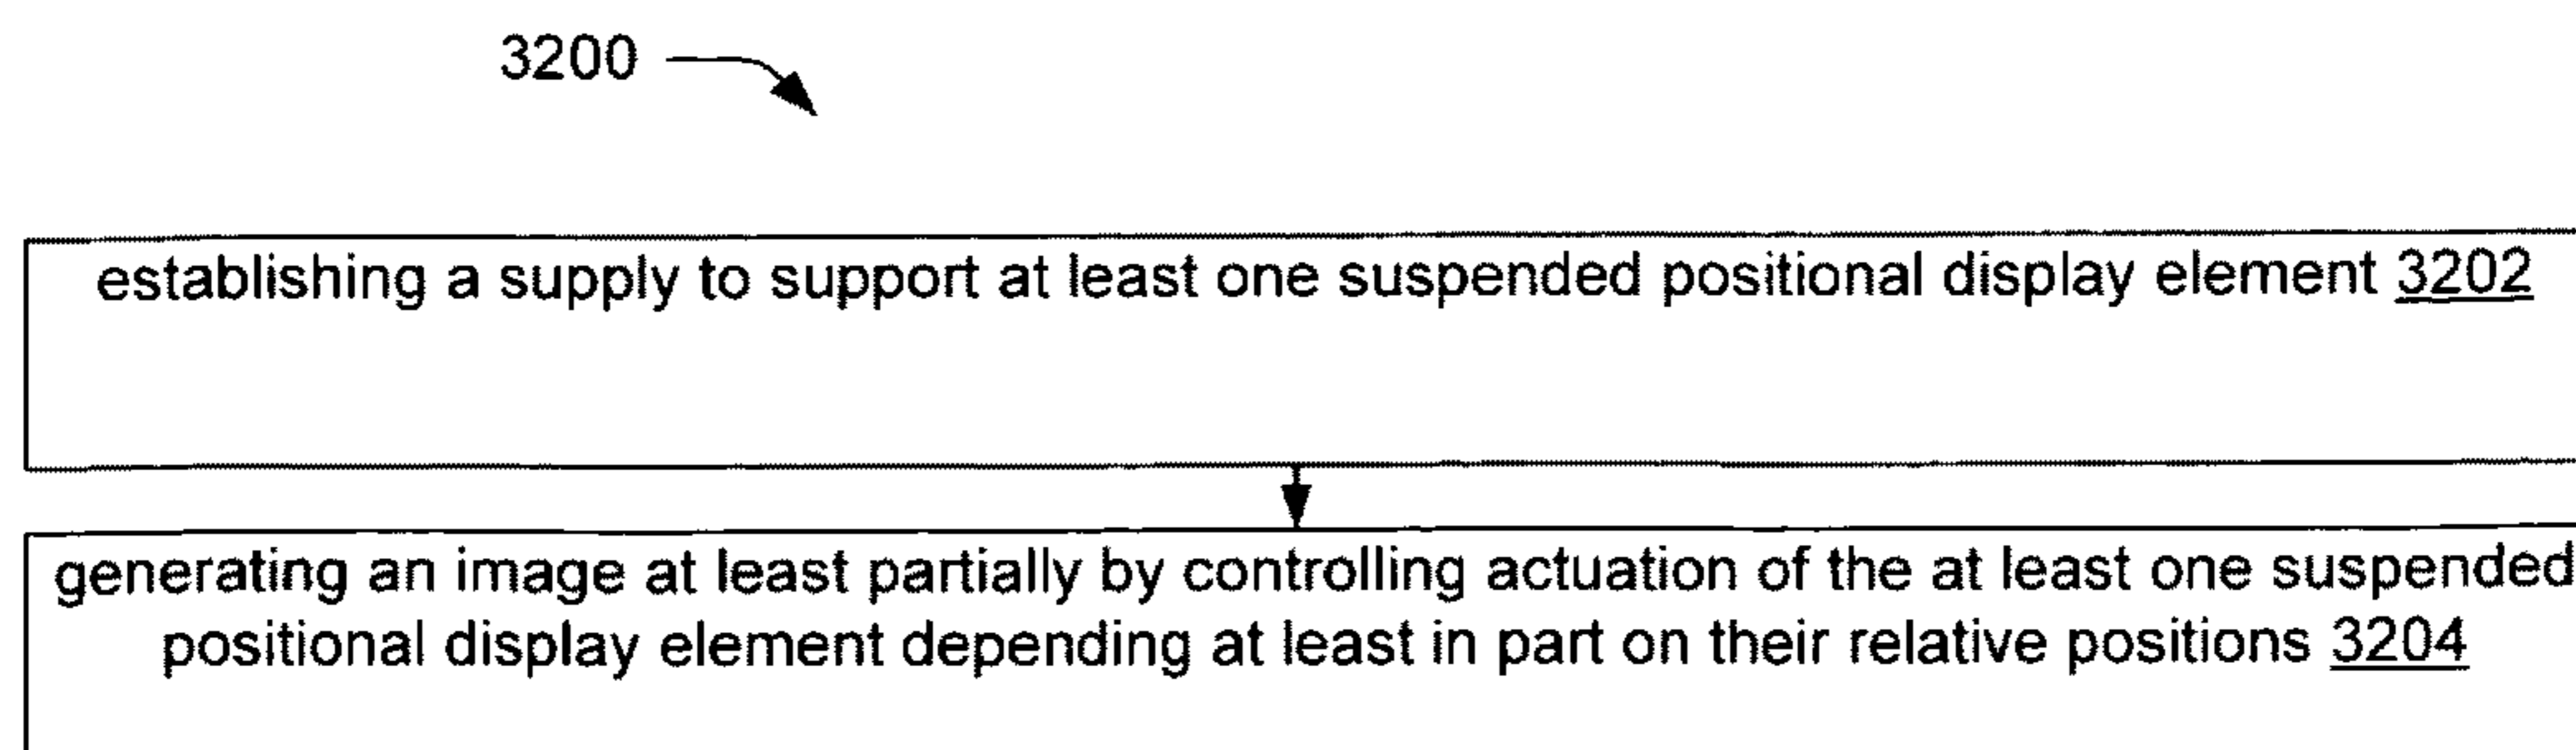 3200
establishing a supply to support at least one suspended positional display element 3202
generating an image at least partially by controlling actuation of the at least one suspended
positional display element depending at least in part on their relative positions 3204